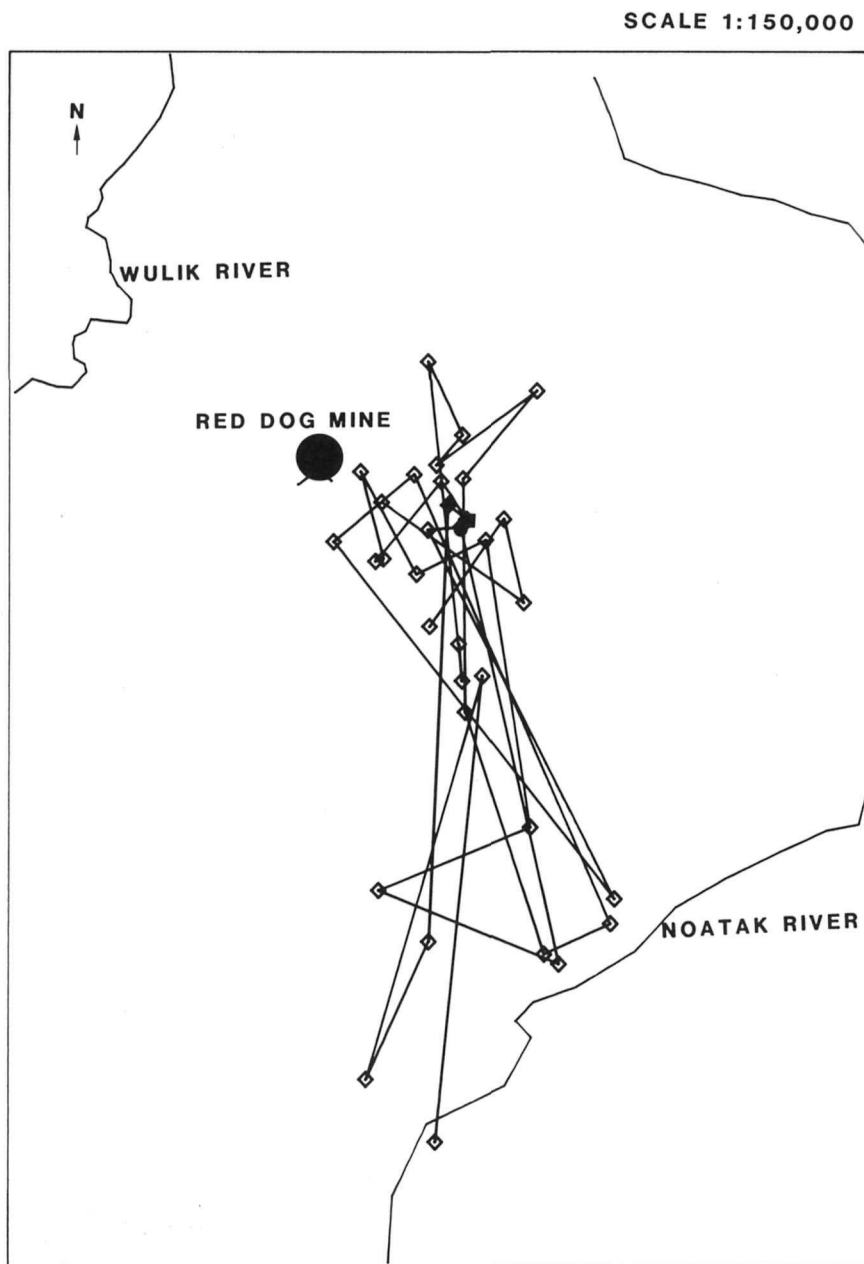 SCALE 1:150,000
N
WULIK RIVER
RED DOG MINE
NOATAK RIVER